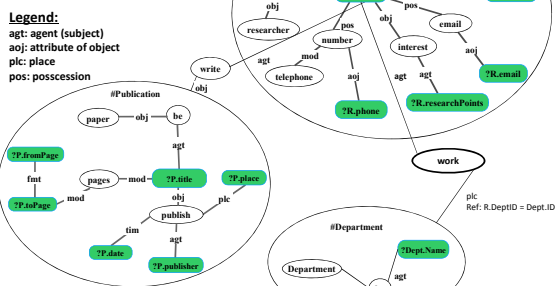 Legend:
agt: agent (subject)
aoj: attribute of object
plc: place
pos: posscession
obj
researcher
pos
number
mod
telephone
agt
aoj
?R.phone
pos
obj
email
interest
aoj
agt
agt
?R.email
?R.researchPoints
plc
write
obj
#Publication
paper
obj
be
agt
?P.fromPage
fmt
?P.toPage
mod
pages
mod
?P.title
?P.place
obj
plc
publish
tim
agt
?P.date
?P.publisher
work
plc
Ref: R.DeptID = Dept.ID
#Department
?Dept.Name
Department
agt